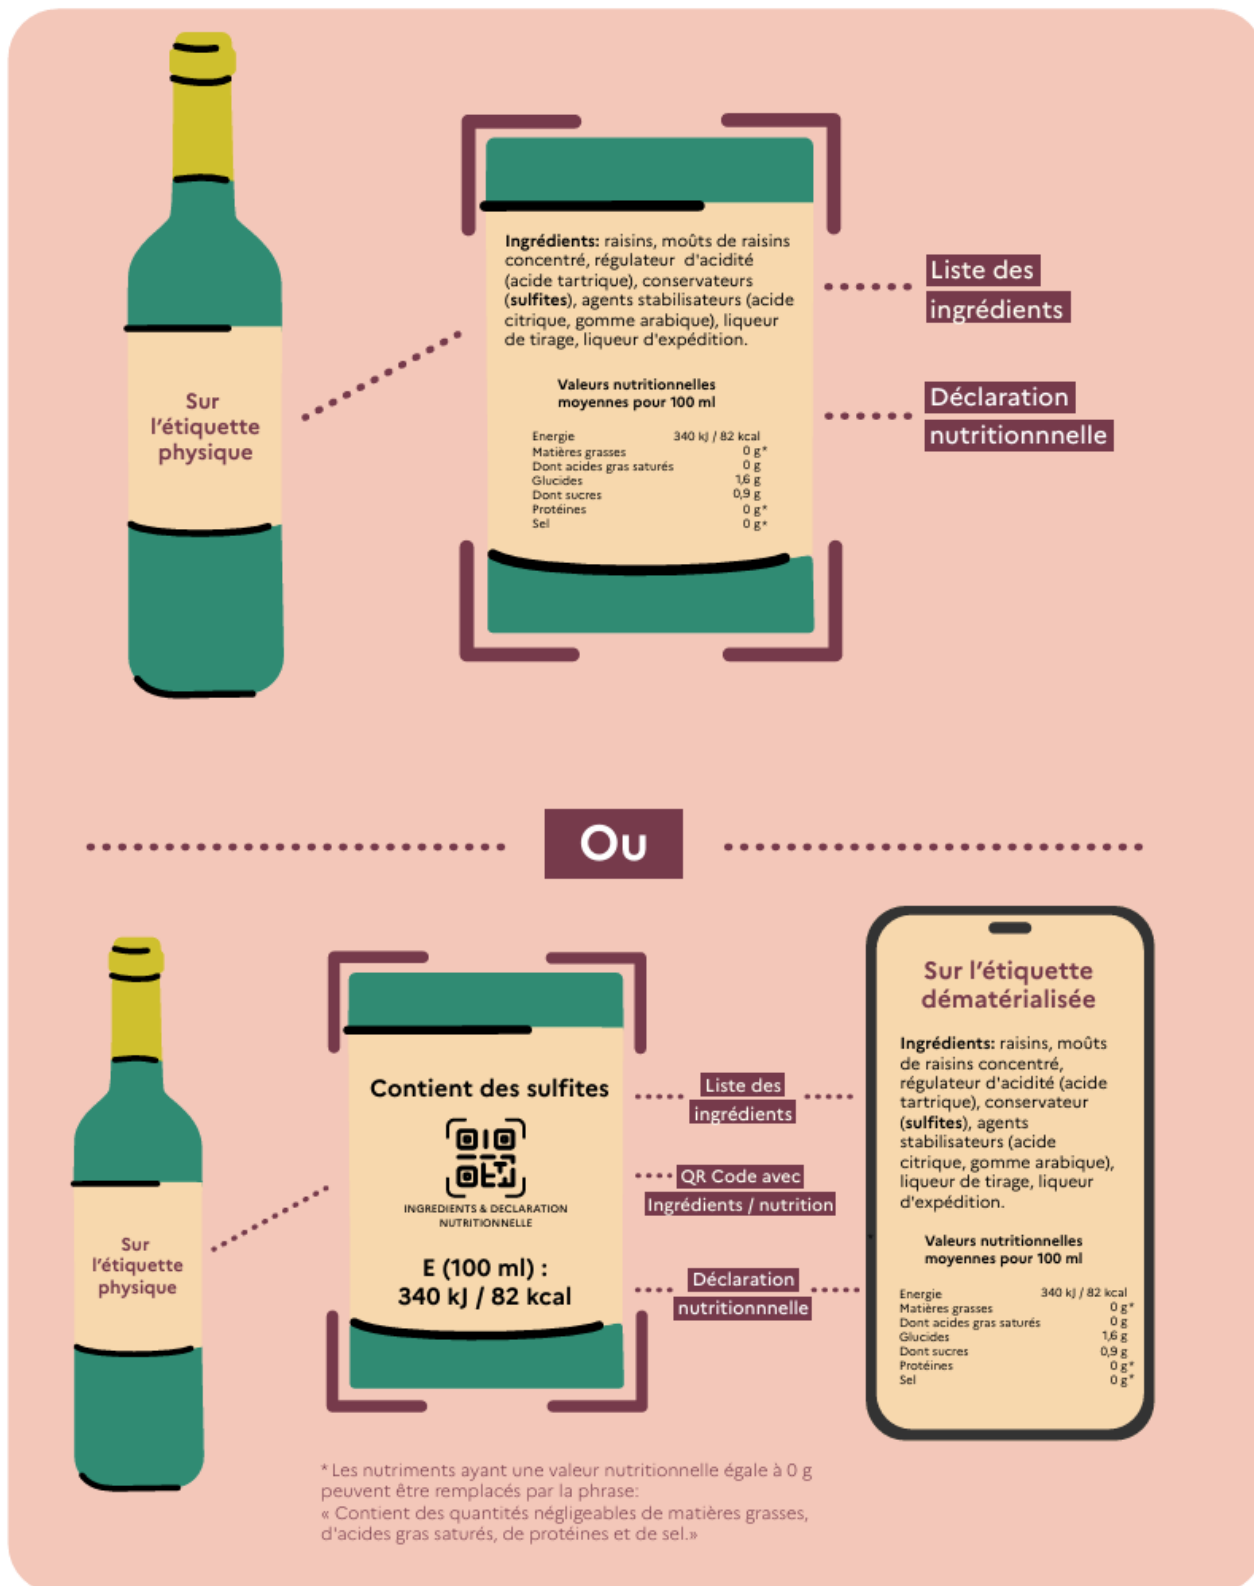 Sur
l'étiquette
physique
Ingrédients: raisins, moûts de raisins
concentré, régulateur d'acidité
(acide tartrique), conservateurs
(sulfites), agents stabilisateurs (acide
citrique, gomme arabique), liqueur
de tirage, liqueur d'expédition.
Valeurs nutritionnelles
moyennes pour 100 ml
Energie 340 kJ / 82 kcal
Matières grasses 0 g*
Dont acides gras saturés 0 g
Glucides 1,6 g
Dont sucres 0,9 g
Protéines 0 g*
Sel 0 g*
Liste des
ingrédients
Déclaration
nutritionnnelle
Ou
Sur
l'étiquette
physique
Contient des sulfites
INGREDIENTS & DECLARATION
NUTRITIONNELLE
E (100 ml) :
340 kJ / 82 kcal
Liste des
ingrédients
QR Code avec
Ingrédients / nutrition
Déclaration
nutritionnnelle
Sur l'étiquette
dématérialisée
Ingrédients: raisins, moûts
de raisins concentré,
régulateur d'acidité (acide
tartrique), conservateur
(sulfites), agents
stabilisateurs (acide
citrique, gomme arabique),
liqueur de tirage, liqueur
d'expédition.
Valeurs nutritionnelles
moyennes pour 100 ml
Energie 340 kJ / 82 kcal
Matières grasses 0 g*
Dont acides gras saturés 0 g
Glucides 1,6 g
Dont sucres 0,9 g
Protéines 0 g*
Sel 0 g*
* Les nutriments ayant une valeur nutritionnelle égale à 0 g
peuvent être remplacés par la phrase:
« Contient des quantités négligeables de matières grasses,
d'acides gras saturés, de protéines et de sel.»